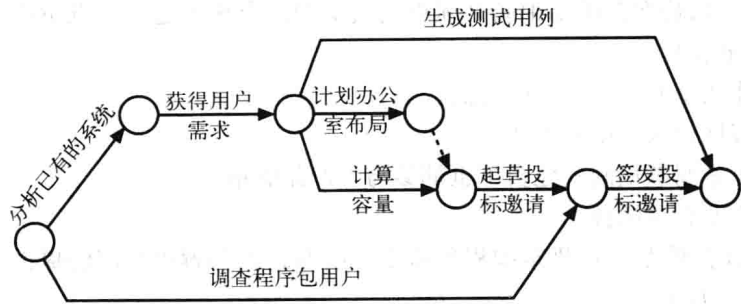 生成测试用例
获得用户
需求
计划办公
室布局
分析已有的系统
计算
容量
起草投
标邀请
签发投
标邀请
调查程序包用户